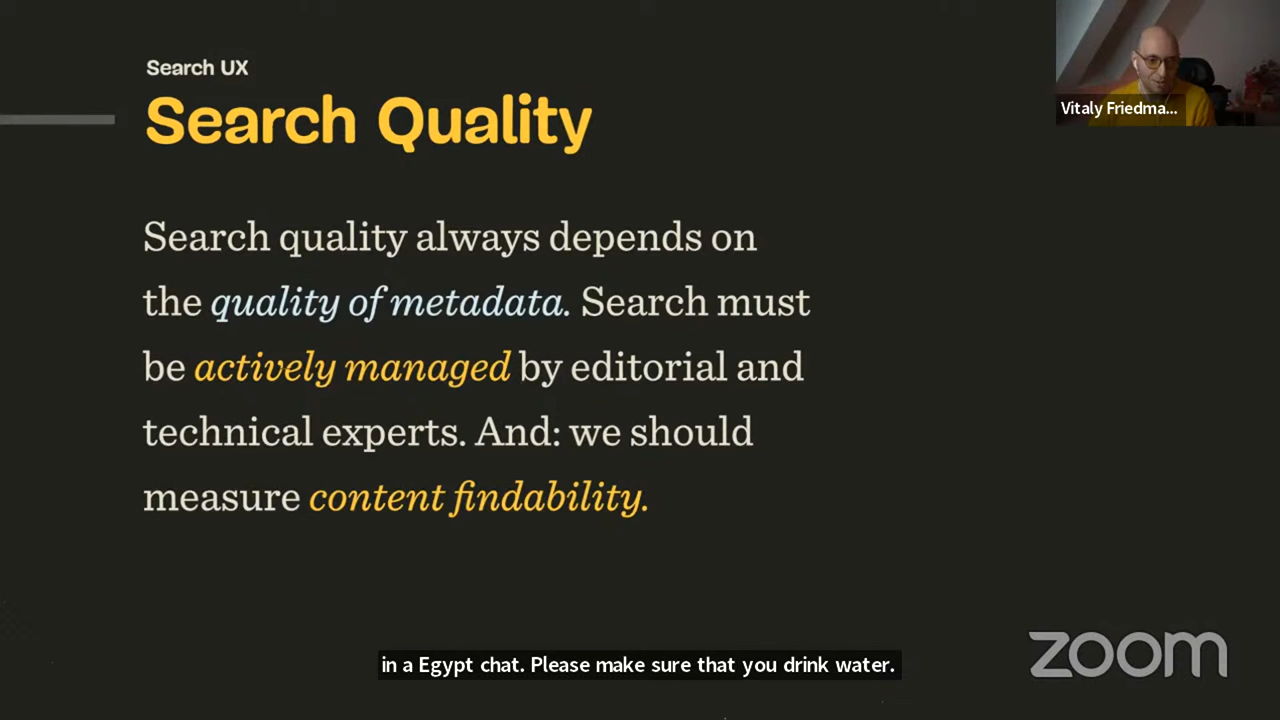 Search UX
Search Quality
Vitaly Friedma...
Search quality always depends on
the quality of metadata. Search must
be actively managed by editorial and
technical experts. And: we should
measure content findability.
in a Egypt chat. Please make sure that you drink water.
zoom